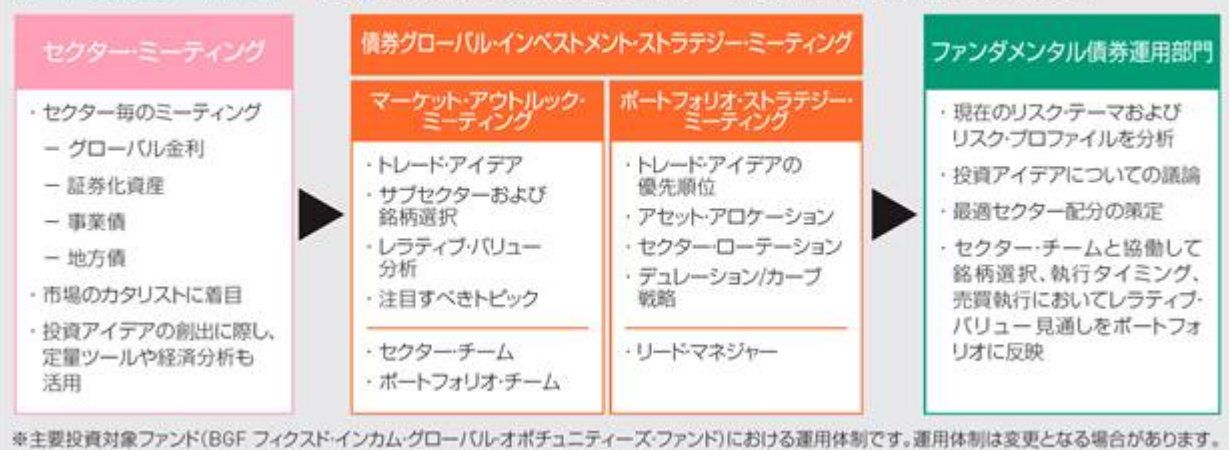 セクター・ミーティング
・セクター毎のミーティング
－ グローバル金利
－ 証券化資産
－ 事業債
－ 地方債
・市場のカタリストに着目
・投資アイデアの創出に際し、
定量ツールや経済分析も
活用
債券グローバル・インベストメント・ストラテジー・ミーティング
マーケット・アウトルック・
ミーティング
・トレード・アイデア
・サブセクターおよび
銘柄選択
・レラティブ・バリュー
分析
・注目すべきトピック
・セクター・チーム
・ポートフォリオ・チーム
ポートフォリオ・ストラテジー・
ミーティング
・トレード・アイデアの
優先順位
・アセット・アロケーション
・セクター・ローテーション
・デュレーション/カーブ
戦略
・リード・マネジャー
ファンダメンタル債券運用部門
・現在のリスク・テーマおよび
リスク・プロファイルを分析
・投資アイデアについての議論
・最適セクター配分の策定
・セクター・チームと協働して
銘柄選択、執行タイミング、
売買執行においてレラティブ・
バリュー見通しをポートフォ
リオに反映
※主要投資対象ファンド(BGF フィクスド・インカム・グローバル・オポチュニティーズ・ファンド)における運用体制です。運用体制は変更となる場合があります。